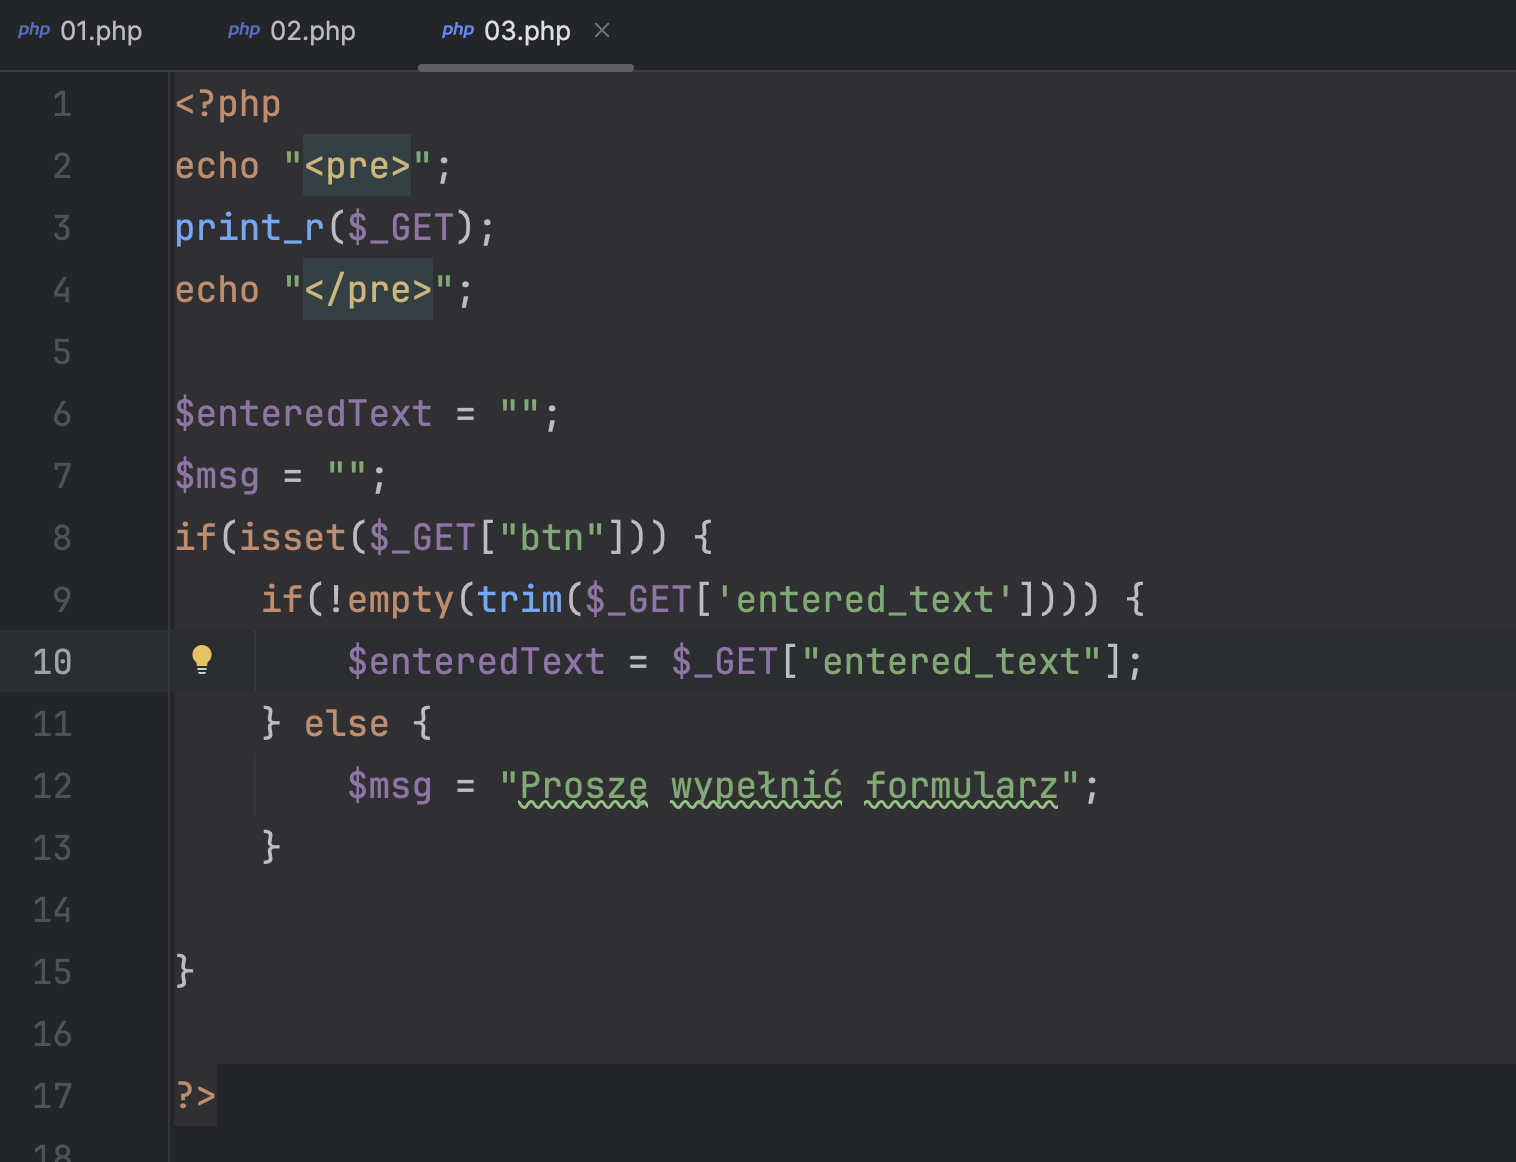 php 01.php php 02.php php 03.php ×
1 <?php
2 echo "<pre>";
3 print_r($_GET);
4 echo "</pre>";
5
6 $enteredText = "";
7 $msg = "";
8 if(isset($_GET["btn"])) {
9     if(!empty(trim($_GET['entered_text']))) {
10         $enteredText = $_GET["entered_text"];
11     } else {
12         $msg = "Proszę wypełnić formularz";
13     }
14
15 }
16
17 ?>
18